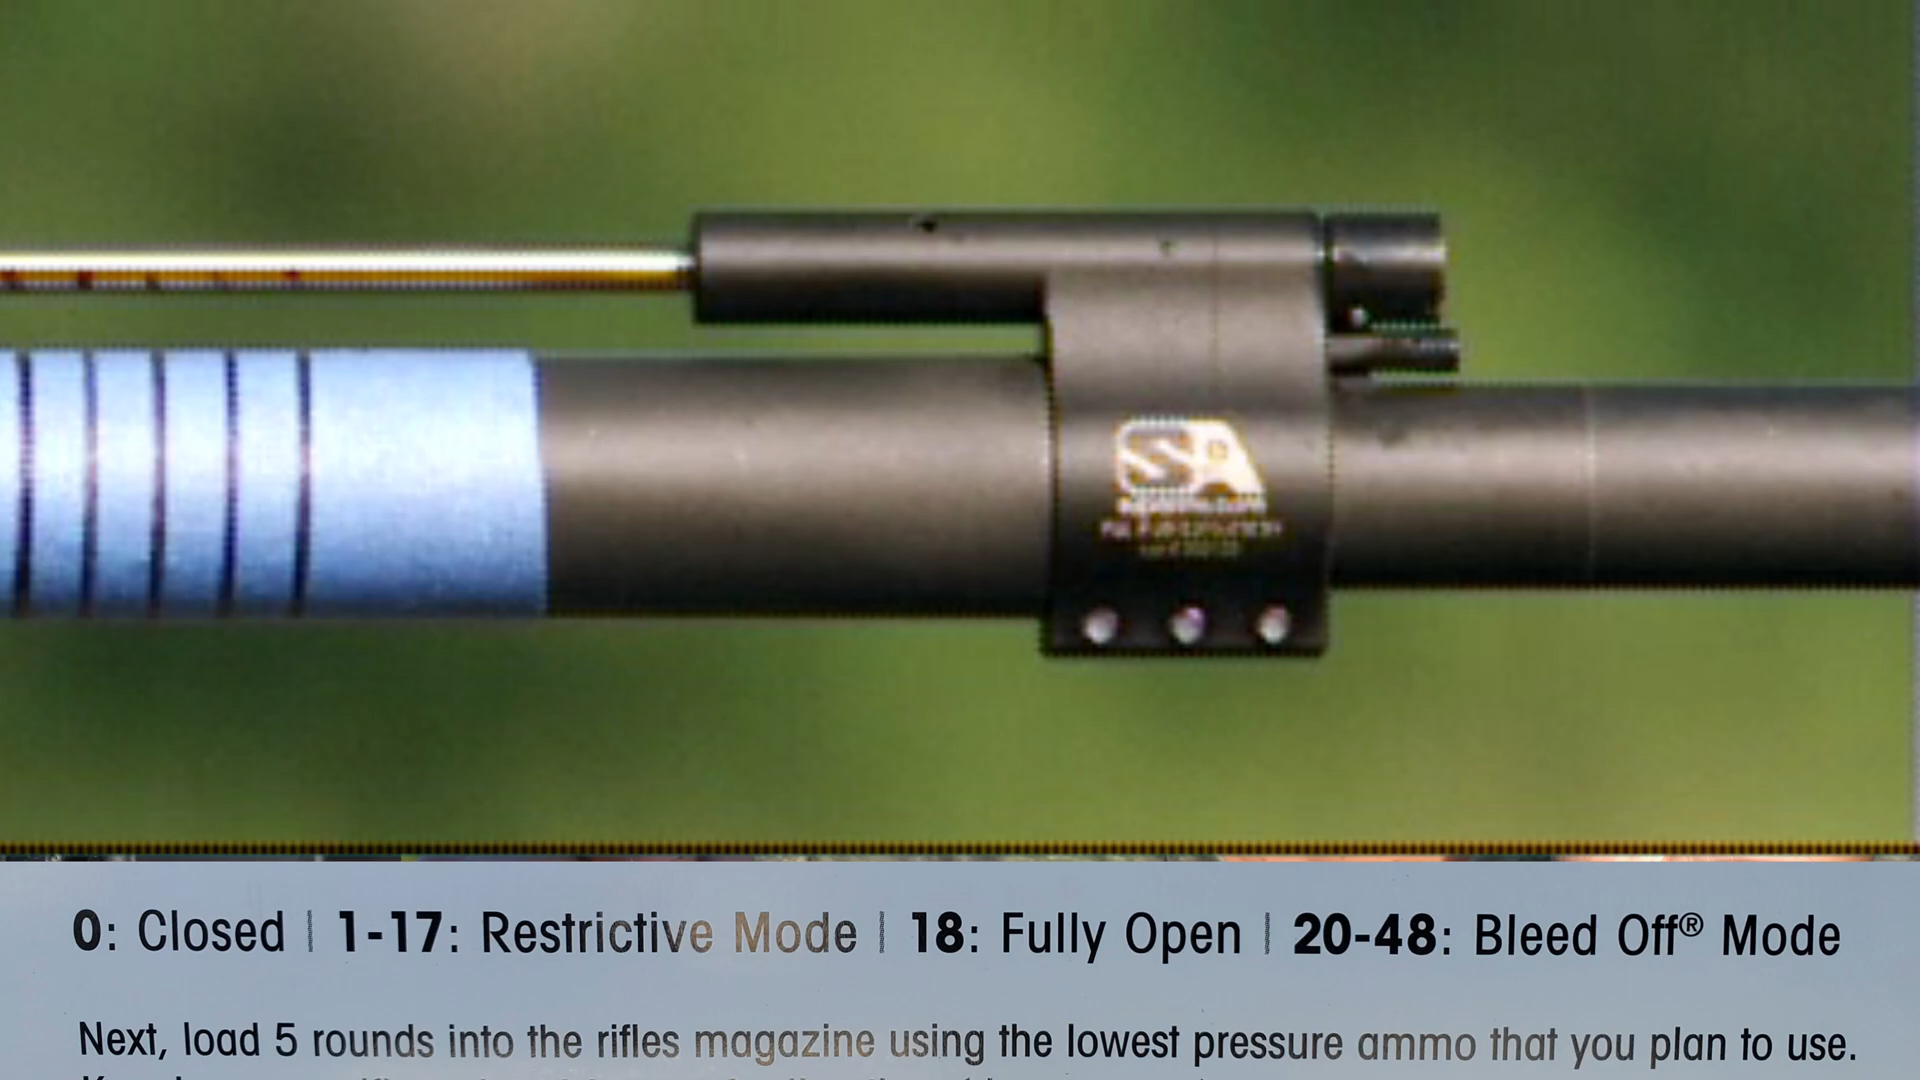 SA
0: Closed | 1-17: Restrictive Mode | 18: Fully Open | 20-48: Bleed Off® Mode
Next, load 5 rounds into the rifles magazine using the lowest pressure ammo that you plan to use.